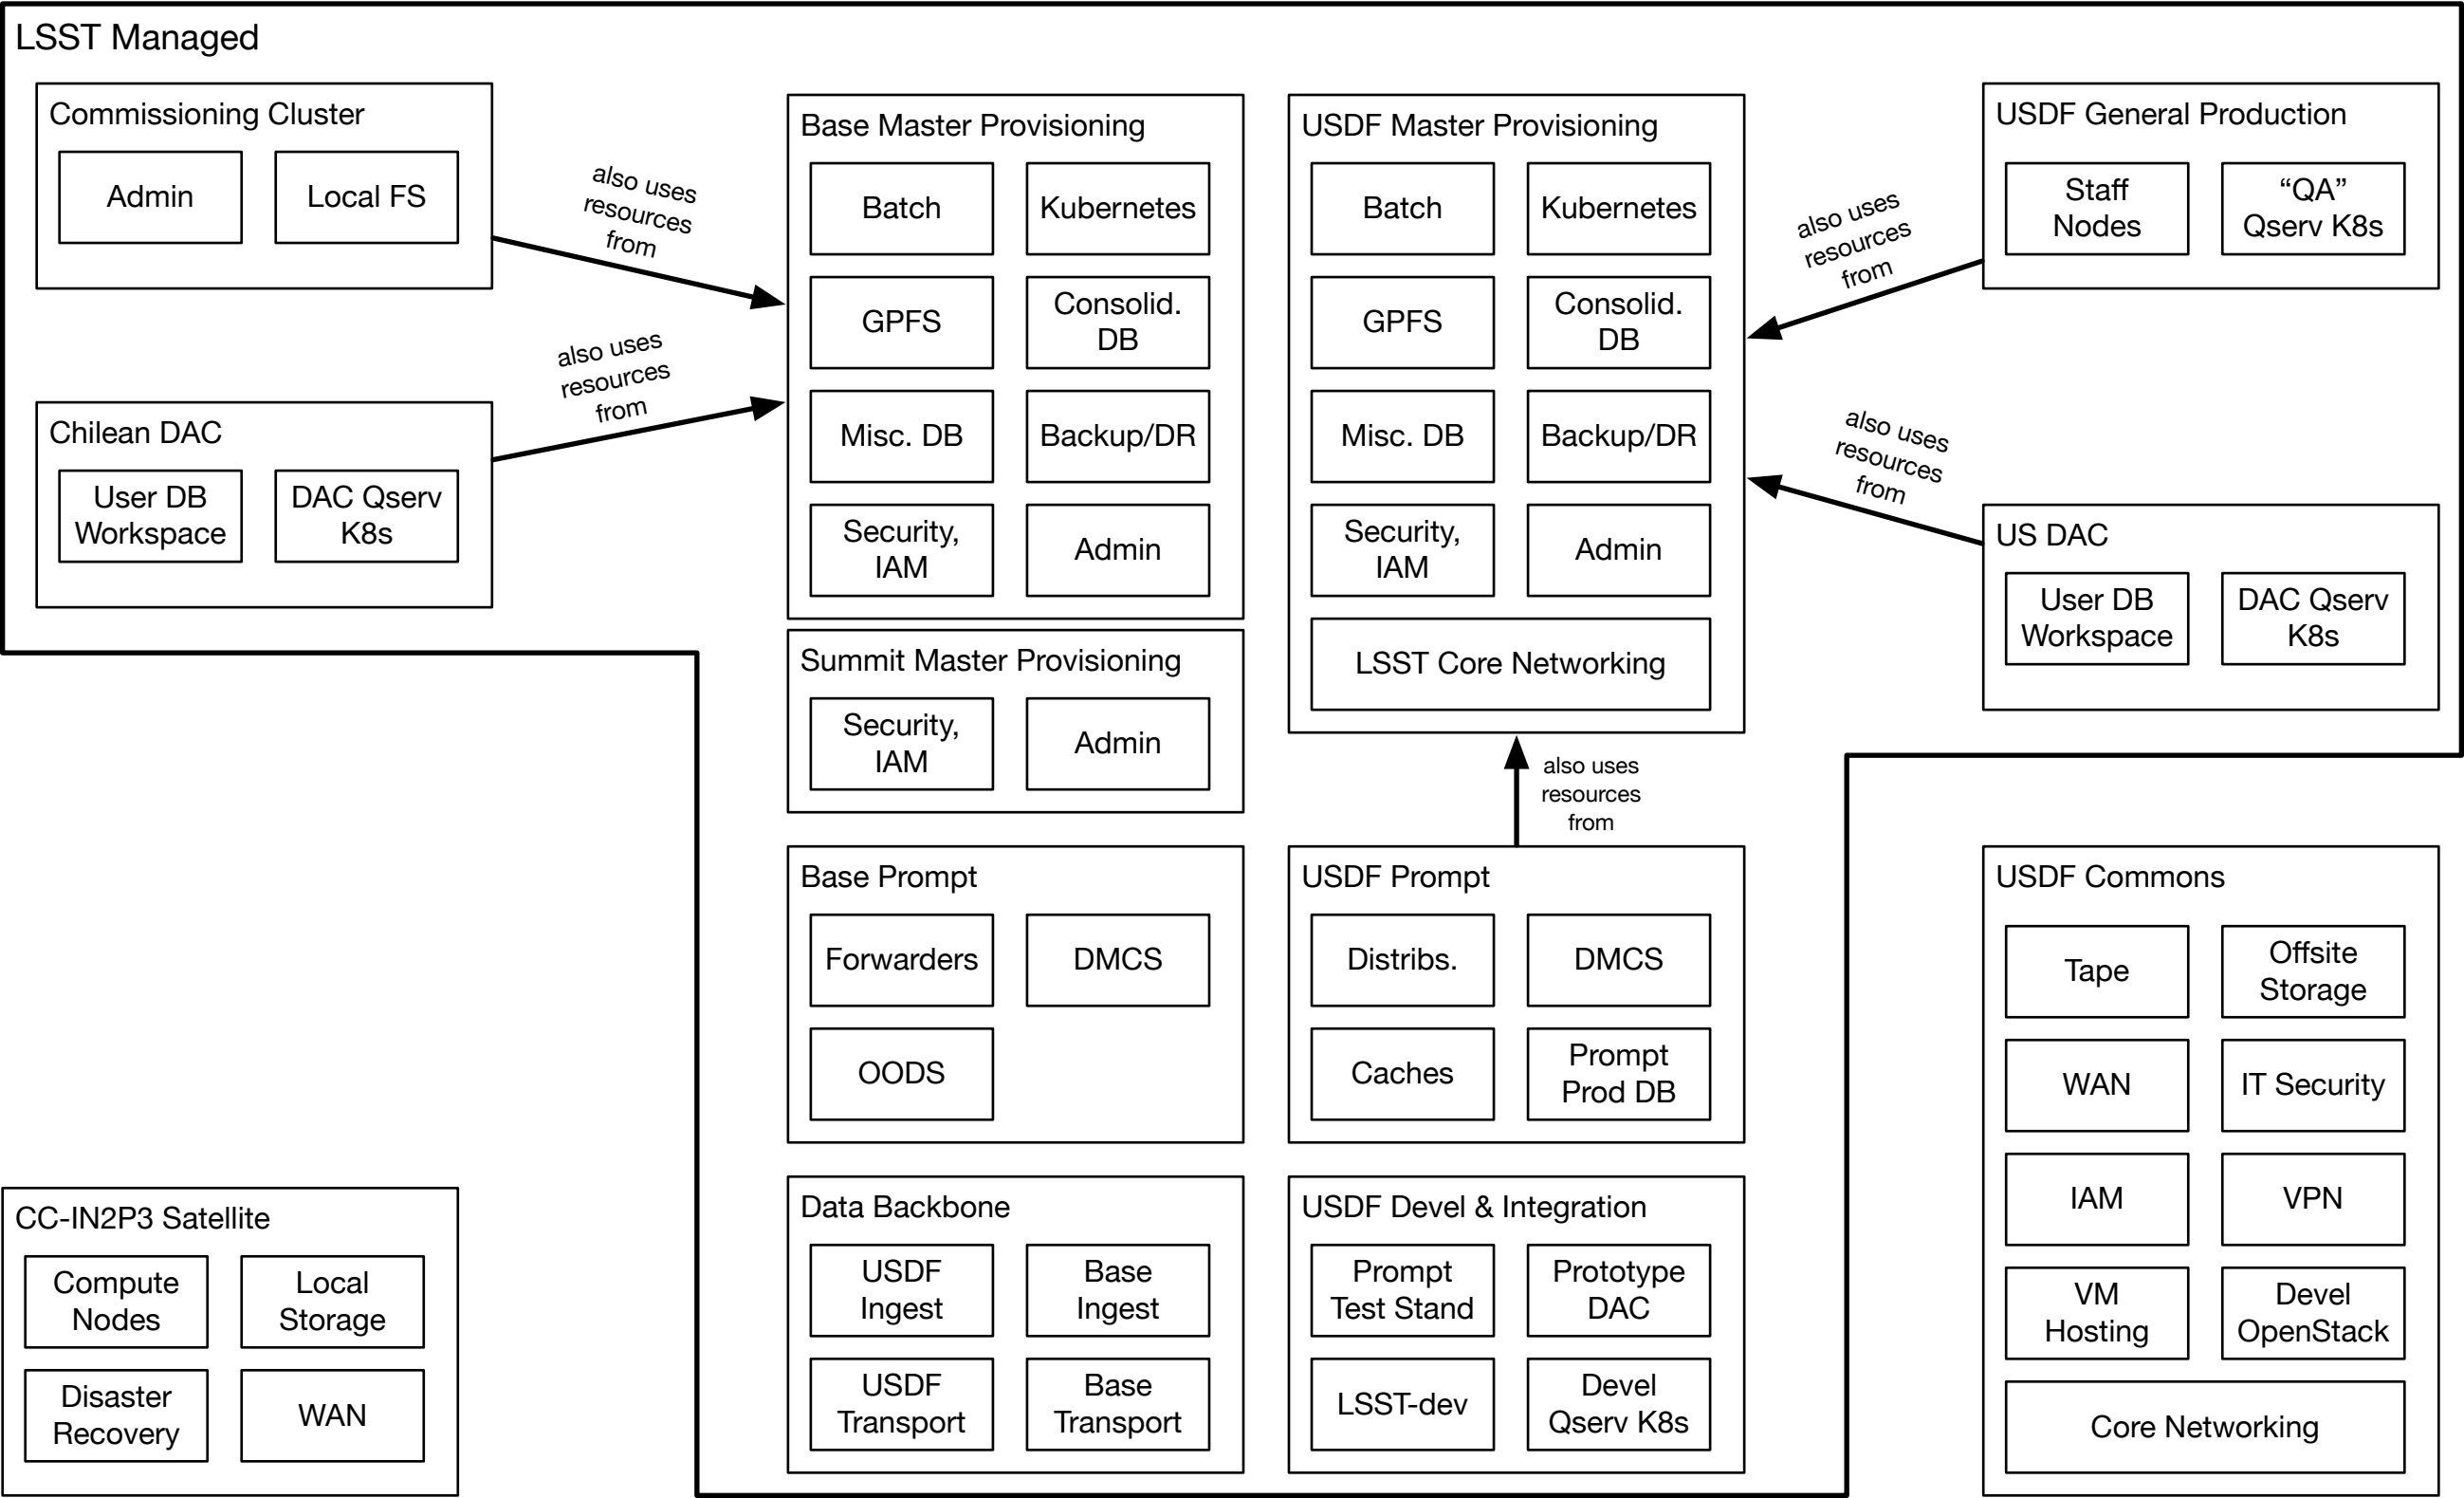 LSST Managed
Commissioning Cluster
Admin
Local FS
also uses
resources
from
Chilean DAC
User DB
Workspace
DAC Qserv
K8s
also uses
resources
from
Base Master Provisioning
Batch
Kubernetes
GPFS
Consolid.
DB
Misc. DB
Backup/DR
Security,
IAM
Admin
Summit Master Provisioning
Security,
IAM
Admin
USDF Master Provisioning
Batch
Kubernetes
GPFS
Consolid.
DB
Misc. DB
Backup/DR
Security,
IAM
Admin
LSST Core Networking
also uses
resources
from
USDF General Production
Staff
Nodes
“QA”
Qserv K8s
also uses
resources
from
US DAC
User DB
Workspace
DAC Qserv
K8s
also uses
resources
from
Base Prompt
Forwarders
DMCS
OODS
USDF Prompt
Distribs.
DMCS
Caches
Prompt
Prod DB
Data Backbone
USDF
Ingest
Base
Ingest
USDF
Transport
Base
Transport
USDF Devel & Integration
Prompt
Test Stand
Prototype
DAC
LSST-dev
Devel
Qserv K8s
CC-IN2P3 Satellite
Compute
Nodes
Local
Storage
Disaster
Recovery
WAN
USDF Commons
Tape
Offsite
Storage
WAN
IT Security
IAM
VPN
VM
Hosting
Devel
OpenStack
Core Networking